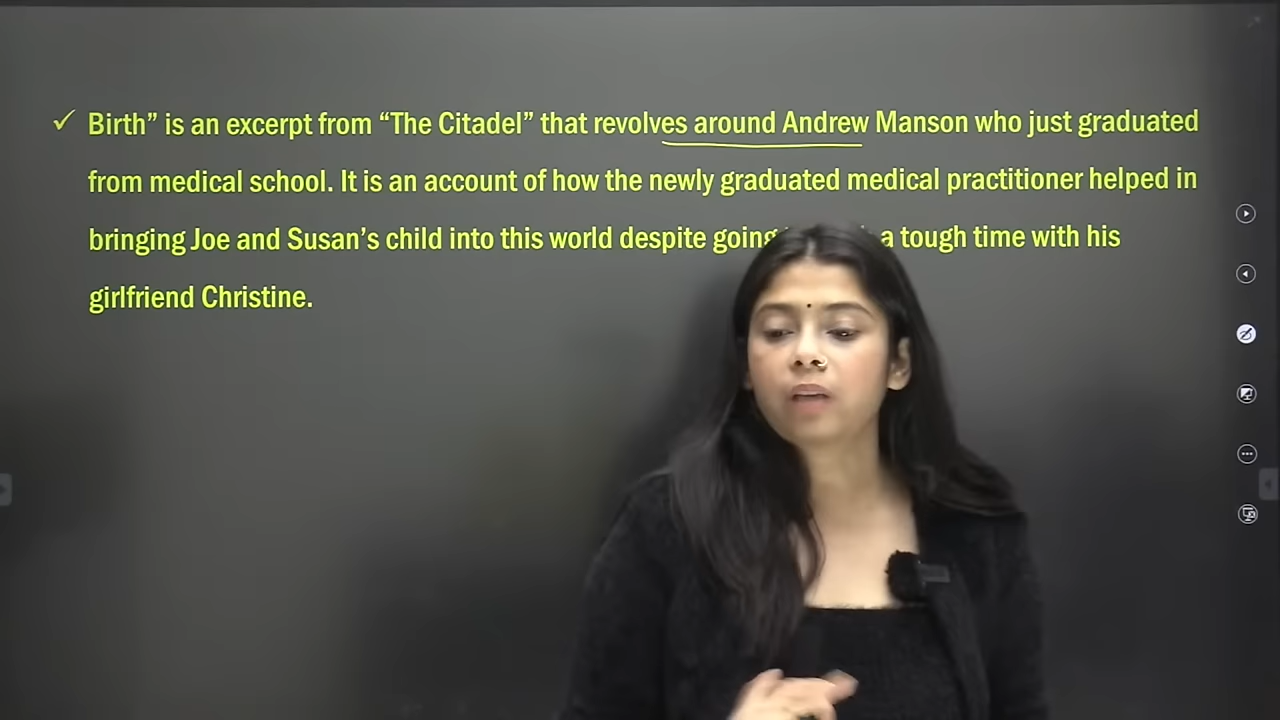 ✓ Birth” is an excerpt from “The Citadel” that revolves around Andrew Manson who just graduated
from medical school. It is an account of how the newly graduated medical practitioner helped in
bringing Joe and Susan’s child into this world despite going a tough time with his
girlfriend Christine.